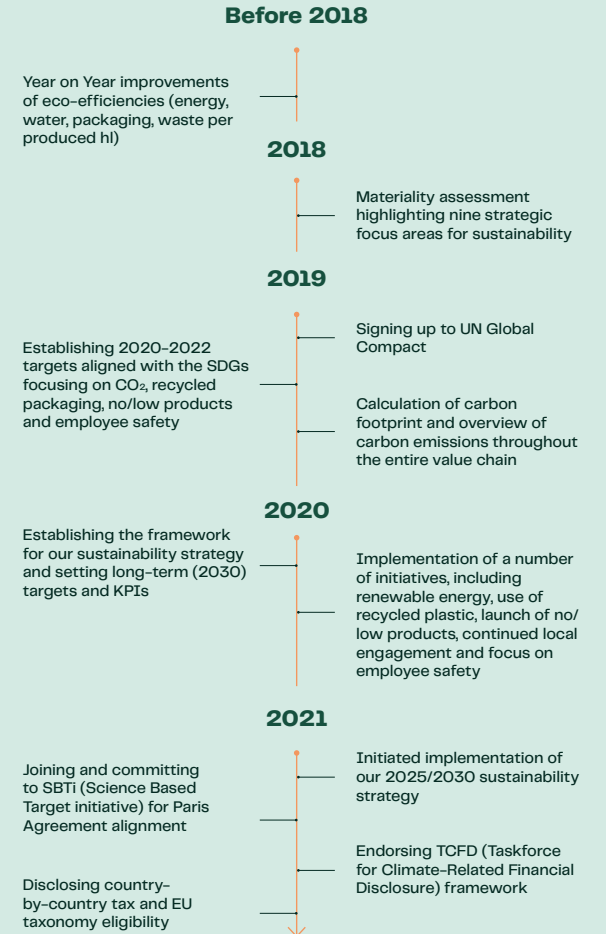 Before 2018
Year on Year improvements
of eco-efficiencies (energy,
water, packaging, waste per
produced hl)
2018
Materiality assessment
highlighting nine strategic
focus areas for sustainability
2019
Signing up to UN Global
Compact
Establishing 2020-2022
targets aligned with the SDGs
focusing on CO₂, recycled
packaging, no/low products
and employee safety
Calculation of carbon
footprint and overview of
carbon emissions throughout
the entire value chain
2020
Establishing the framework
for our sustainability strategy
and setting long-term (2030)
targets and KPIs
Implementation of a number
of initiatives, including
renewable energy, use of
recycled plastic, launch of no/
low products, continued local
engagement and focus on
employee safety
2021
Initiated implementation of
our 2025/2030 sustainability
strategy
Joining and committing
to SBTi (Science Based
Target initiative) for Paris
Agreement alignment
Endorsing TCFD (Taskforce
for Climate-Related Financial
Disclosure) framework
Disclosing country-
by-country tax and EU
taxonomy eligibility